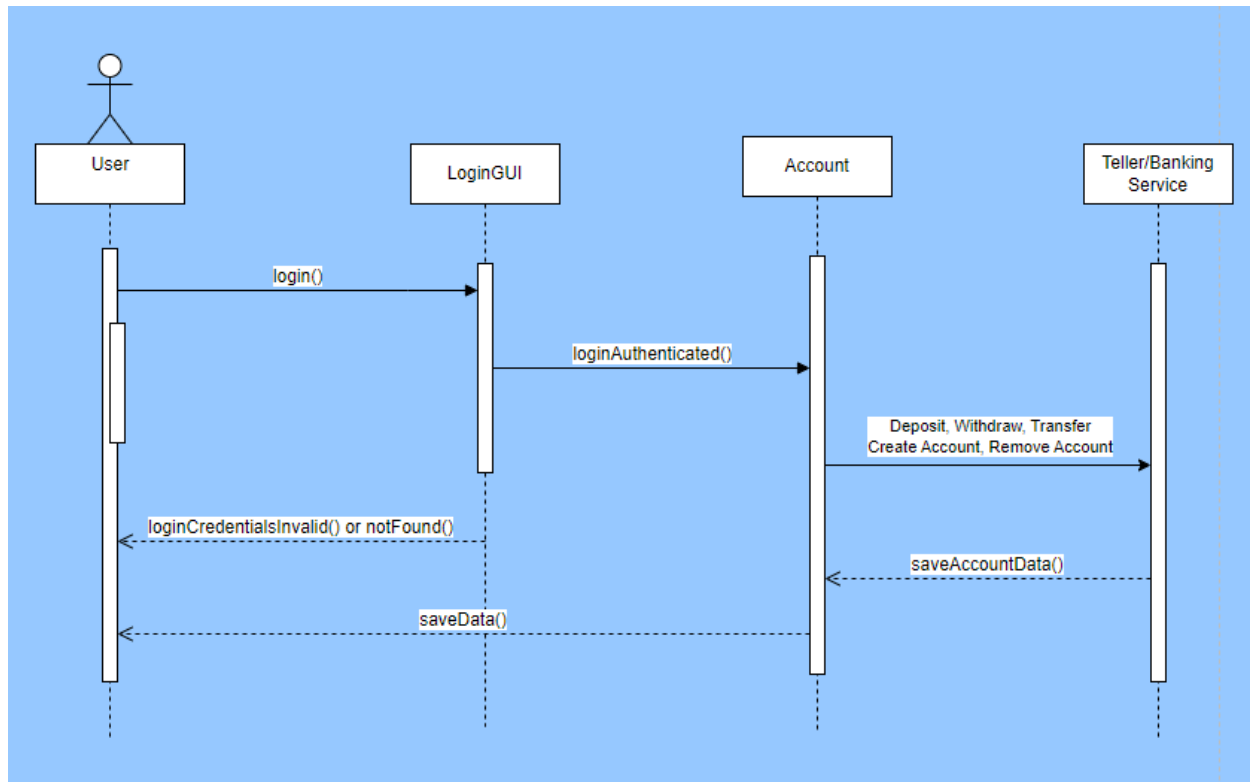 User
LoginGUI
Account
Teller/Banking
Service
login()
loginAuthenticated()
Deposit, Withdraw, Transfer
Create Account, Remove Account
loginCredentialsInvalid() or notFound()
saveAccountData()
saveData()